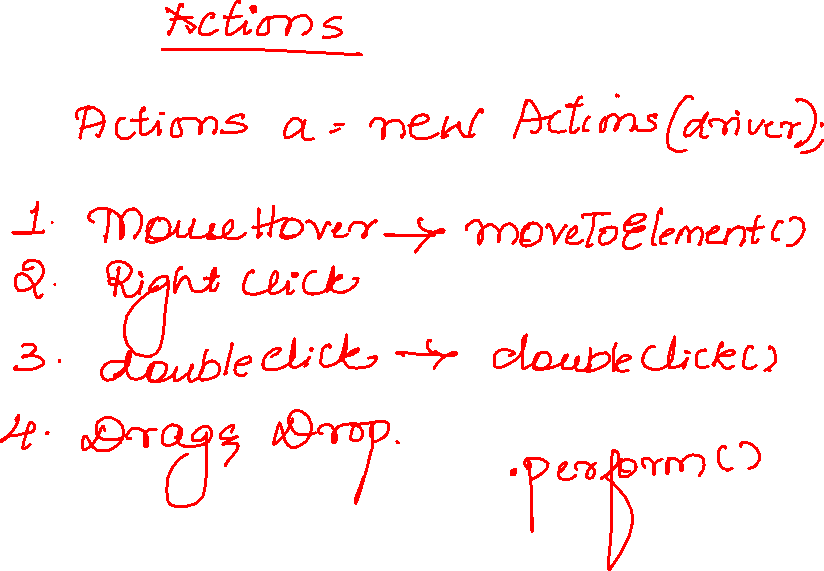 Actions
Actions a = new Actions(driver);
1. MouseHover → moveToElement()
2. Right click
3. doubleclick → doubleClick()
4. Drag & Drop.
.perform()